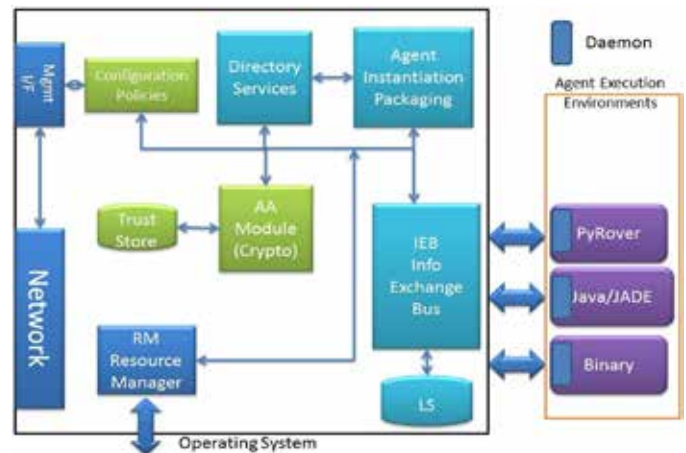 Mgmt
I/F
Configuration
Policies
Directory
Services
Agent
Instantiation
Packaging
Daemon
Agent Execution
Environments
Trust
Store
AA
Module
(Crypto)
IEB
Info
Exchange
Bus
PyRover
Java/JADE
Binary
Network
RM
Resource
Manager
LS
Operating System